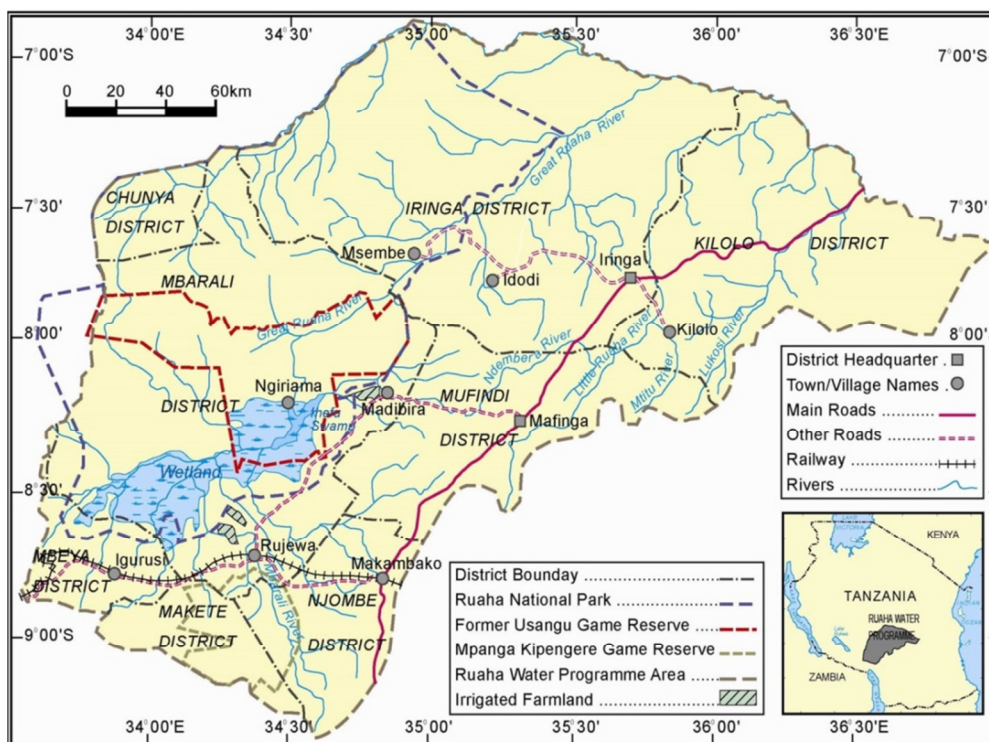 34°00'E
34°30'E
35°00'E
35°30'E
36°00'E
36°30'E
7°00'S
7°00'S
0 20 40 60km
Great Ruaha River
CHUNYA
DISTRICT
7°30'S
7°30'S
IRINGA DISTRICT
KILOLO
DISTRICT
Msembe
Idodi
Iringa
MBARALI
Great Ruaha River
8°00'S
8°00'S
Kilolo
Ndembera River
Little Ruaha River
Mtitu River
Lukosi River
Ngiriama
DISTRICT
Madibira
MUFINDI
DISTRICT
Mafinga
Swamp
Wetland
8°30'S
MBEYA
DISTRICT
Igurusi
Rujewa
Makambako
Mbarali River
MAKETE
DISTRICT
NJOMBE
DISTRICT
9°00'S
District Headquarter
Town/Village Names
Main Roads
Other Roads
Railway
Rivers
District Bounday
Ruaha National Park
Former Usangu Game Reserve
Mpanga Kipengere Game Reserve
Ruaha Water Programme Area
Irrigated Farmland
KENYA
TANZANIA
RUAHA WATER
PROGRAMME
ZAMBIA
34°00'E
34°30'E
35°00'E
35°30'E
36°00'E
36°30'E